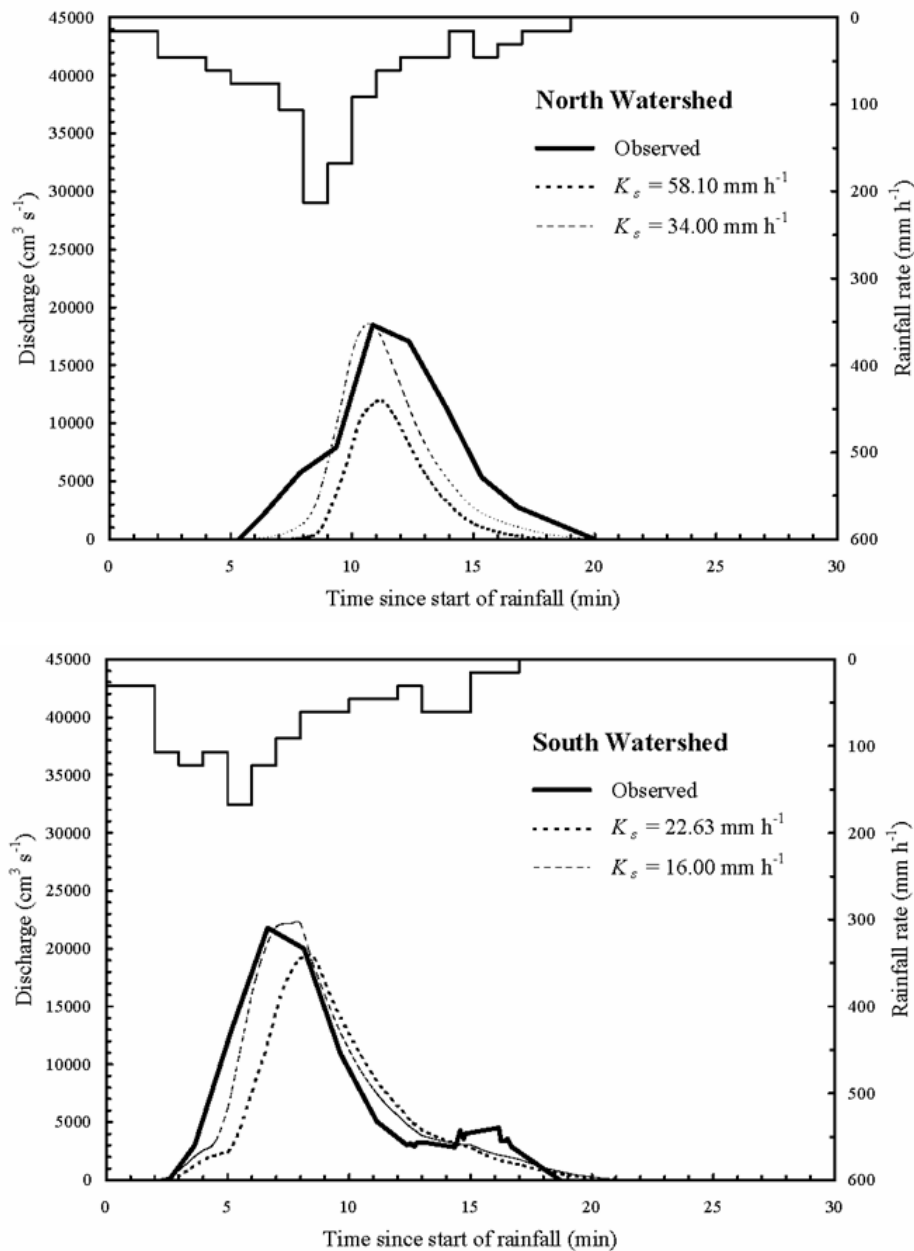 45000
40000
35000
30000
25000
20000
15000
10000
5000
0
Discharge (cm³ s⁻¹)
0
100
200
300
400
500
600
Rainfall rate (mm h⁻¹)
North Watershed
Observed
K s = 58.10 mm h⁻¹
K s = 34.00 mm h⁻¹
0 5 10 15 20 25 30
Time since start of rainfall (min)
45000
40000
35000
30000
25000
20000
15000
10000
5000
0
Discharge (cm³ s⁻¹)
0
100
200
300
400
500
600
Rainfall rate (mm h⁻¹)
South Watershed
Observed
K s = 22.63 mm h⁻¹
K s = 16.00 mm h⁻¹
0 5 10 15 20 25 30
Time since start of rainfall (min)